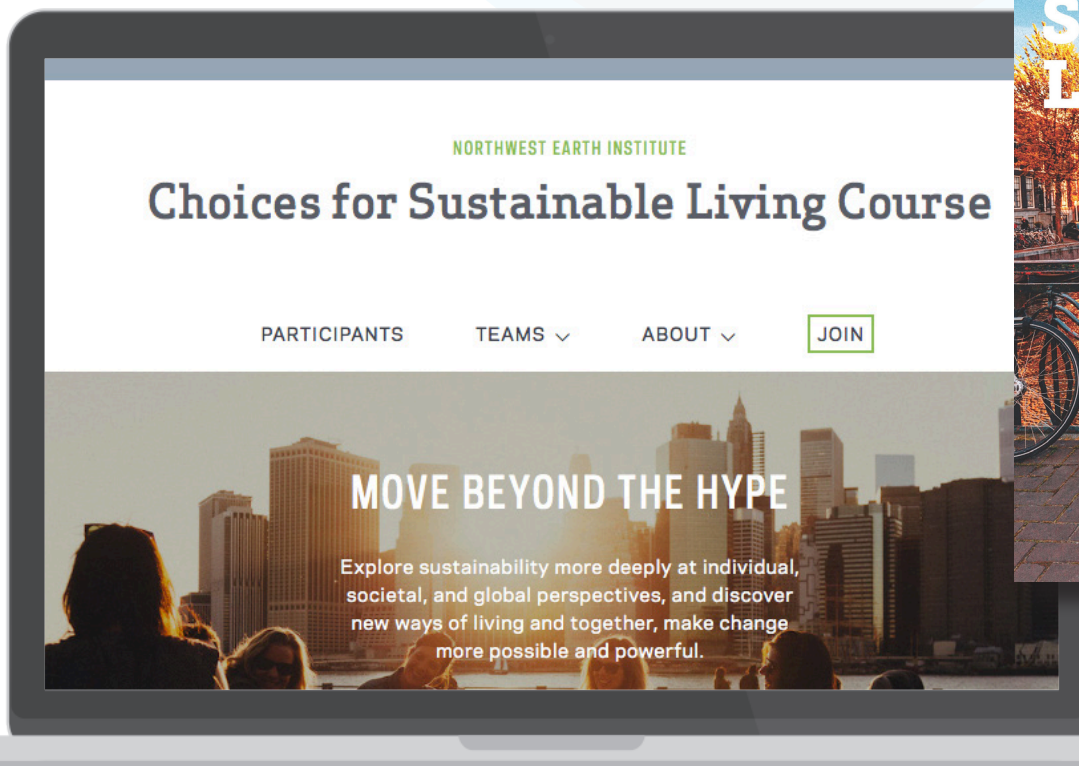 NORTHWEST EARTH INSTITUTE
Choices for Sustainable Living Course
PARTICIPANTS TEAMS ABOUT JOIN
MOVE BEYOND THE HYPE
Explore sustainability more deeply at individual,
societal, and global perspectives, and discover
new ways of living and together, make change
more possible and powerful.